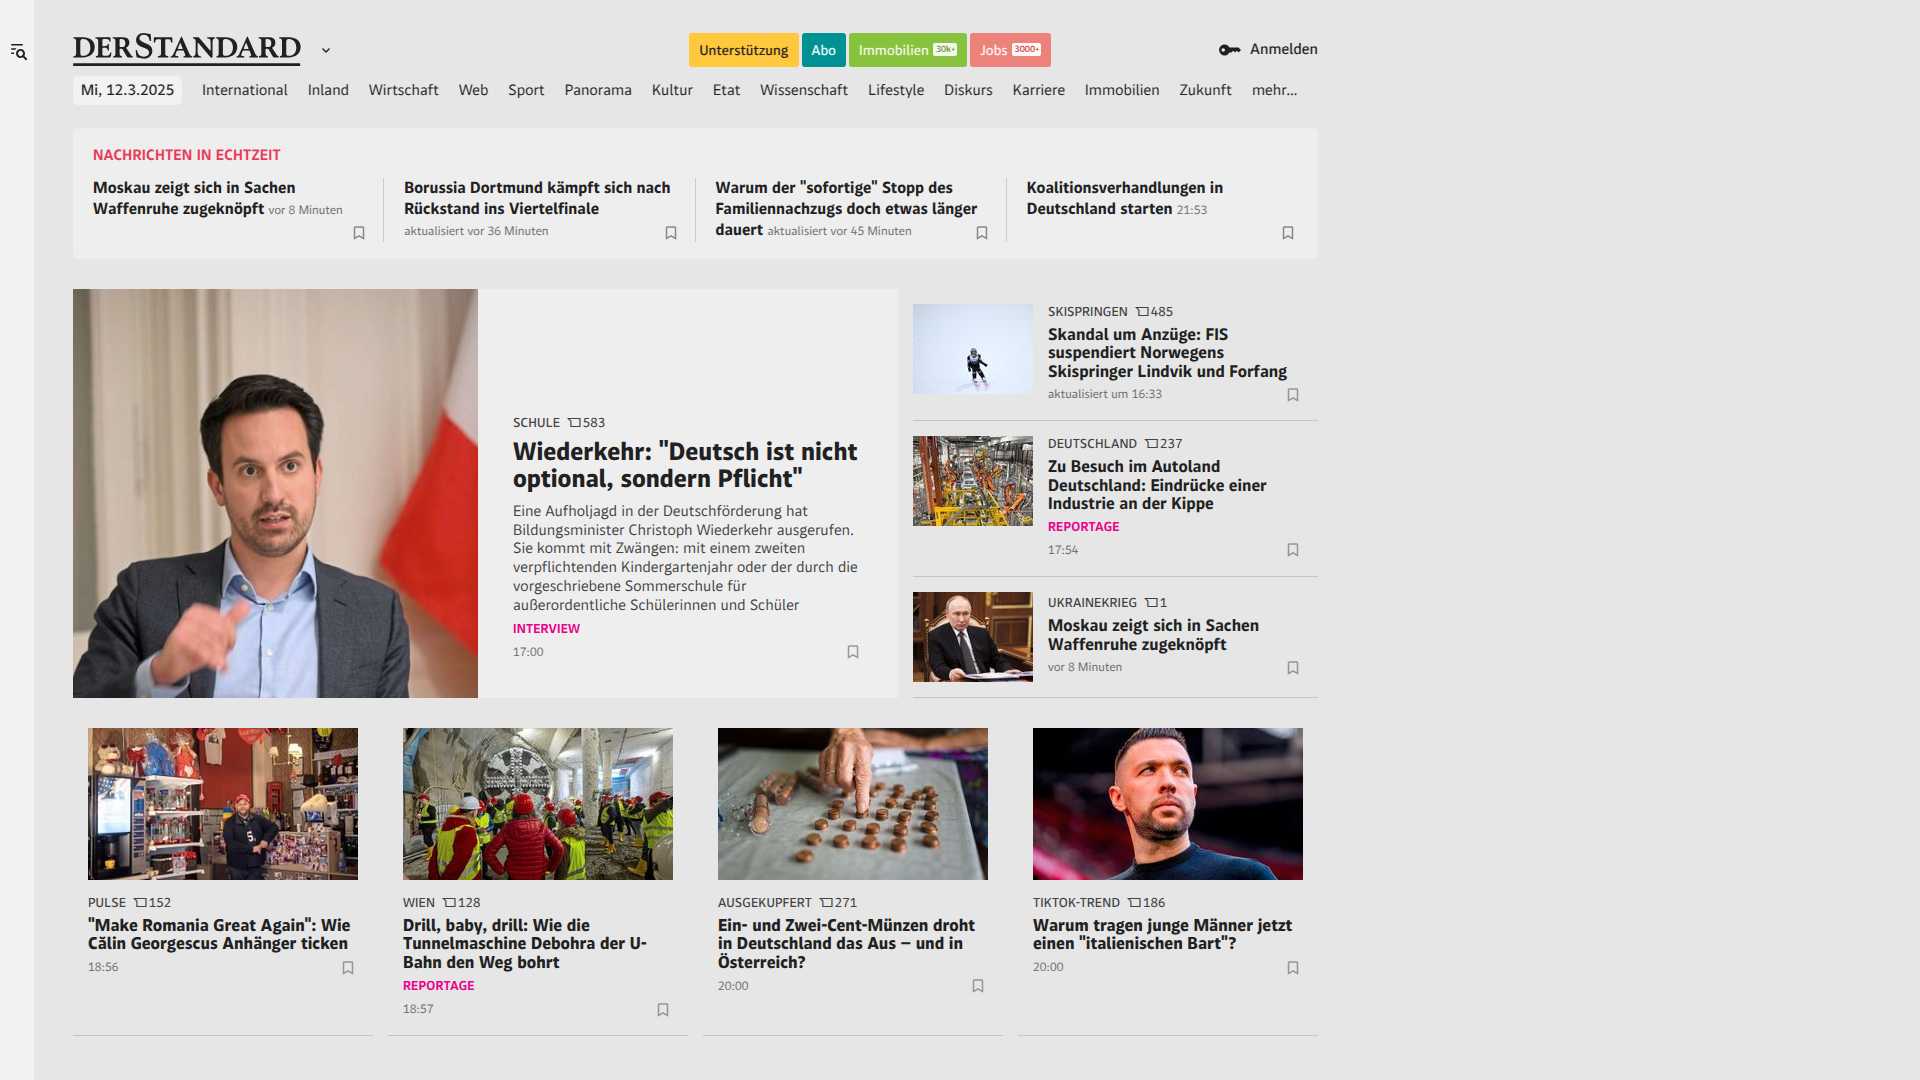 DERSTANDARD
Unterstützung
Abo
Immobilien 30k+
Jobs 3000+
Anmelden
Mi, 12.3.2025
International
Inland
Wirtschaft
Web
Sport
Panorama
Kultur
Etat
Wissenschaft
Lifestyle
Diskurs
Karriere
Immobilien
Zukunft
mehr...
NACHRICHTEN IN ECHTZEIT
Moskau zeigt sich in Sachen
Waffenruhe zugeknöpft vor 8 Minuten
Borussia Dortmund kämpft sich nach
Rückstand ins Viertelfinale
aktualisiert vor 36 Minuten
Warum der "sofortige" Stopp des
Familiennachzugs doch etwas länger
dauert aktualisiert vor 45 Minuten
Koalitionsverhandlungen in
Deutschland starten 21:53
SCHULE 583
Wiederkehr: "Deutsch ist nicht
optional, sondern Pflicht"
Eine Aufholjagd in der Deutschförderung hat
Bildungsminister Christoph Wiederkehr ausgerufen.
Sie kommt mit Zwängen: mit einem zweiten
verpflichtenden Kindergartenjahr oder der durch die
vorgeschriebene Sommerschule für
außerordentliche Schülerinnen und Schüler
INTERVIEW
17:00
SKISPRINGEN 485
Skandal um Anzüge: FIS
suspendiert Norwegens
Skispringer Lindvik und Forfang
aktualisiert um 16:33
DEUTSCHLAND 237
Zu Besuch im Autoland
Deutschland: Eindrücke einer
Industrie an der Kippe
REPORTAGE
17:54
UKRAINEKRIEG 1
Moskau zeigt sich in Sachen
Waffenruhe zugeknöpft
vor 8 Minuten
PULSE 152
"Make Romania Great Again": Wie
Călin Georgescus Anhänger ticken
18:56
WIEN 128
Drill, baby, drill: Wie die
Tunnelmaschine Debohra der U-
Bahn den Weg bohrt
REPORTAGE
18:57
AUSGEKUPFERT 271
Ein- und Zwei-Cent-Münzen droht
in Deutschland das Aus – und in
Österreich?
20:00
TIKTOK-TREND 186
Warum tragen junge Männer jetzt
einen "italienischen Bart"?
20:00